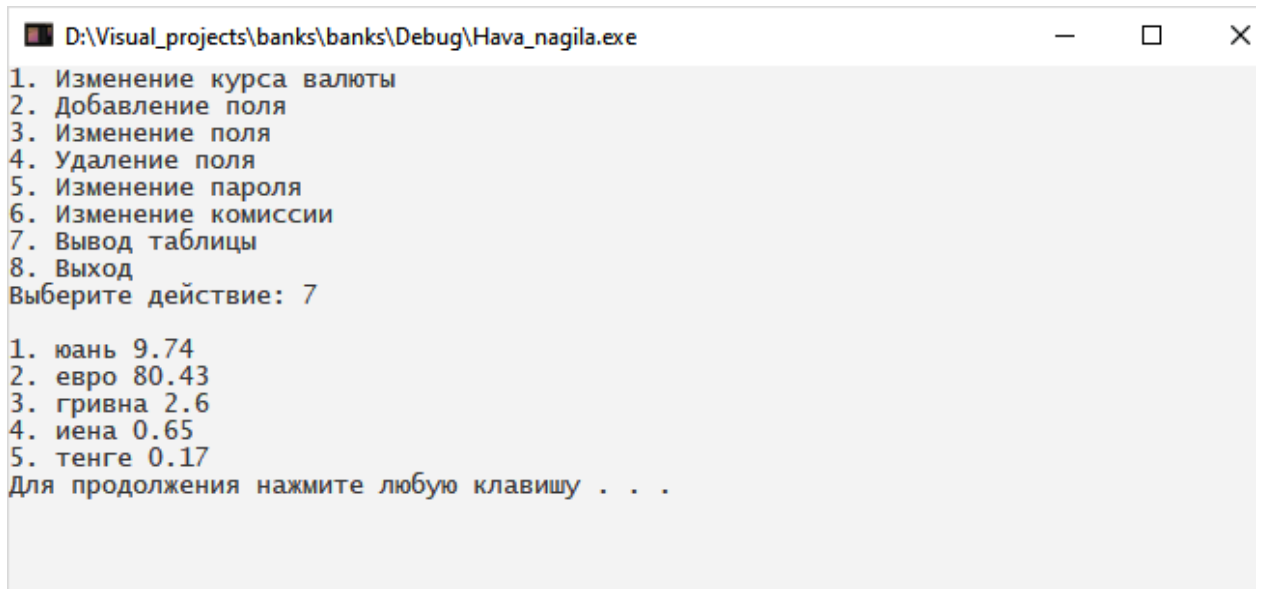 D:\Visual_projects\banks\banks\Debug\Hava_nagila.exe
1. Изменение курса валюты
2. Добавление поля
3. Изменение поля
4. Удаление поля
5. Изменение пароля
6. Изменение комиссии
7. Вывод таблицы
8. Выход
Выберите действие: 7
1. юань 9.74
2. евро 80.43
3. гривна 2.6
4. иена 0.65
5. тенге 0.17
Для продолжения нажмите любую клавишу . . .